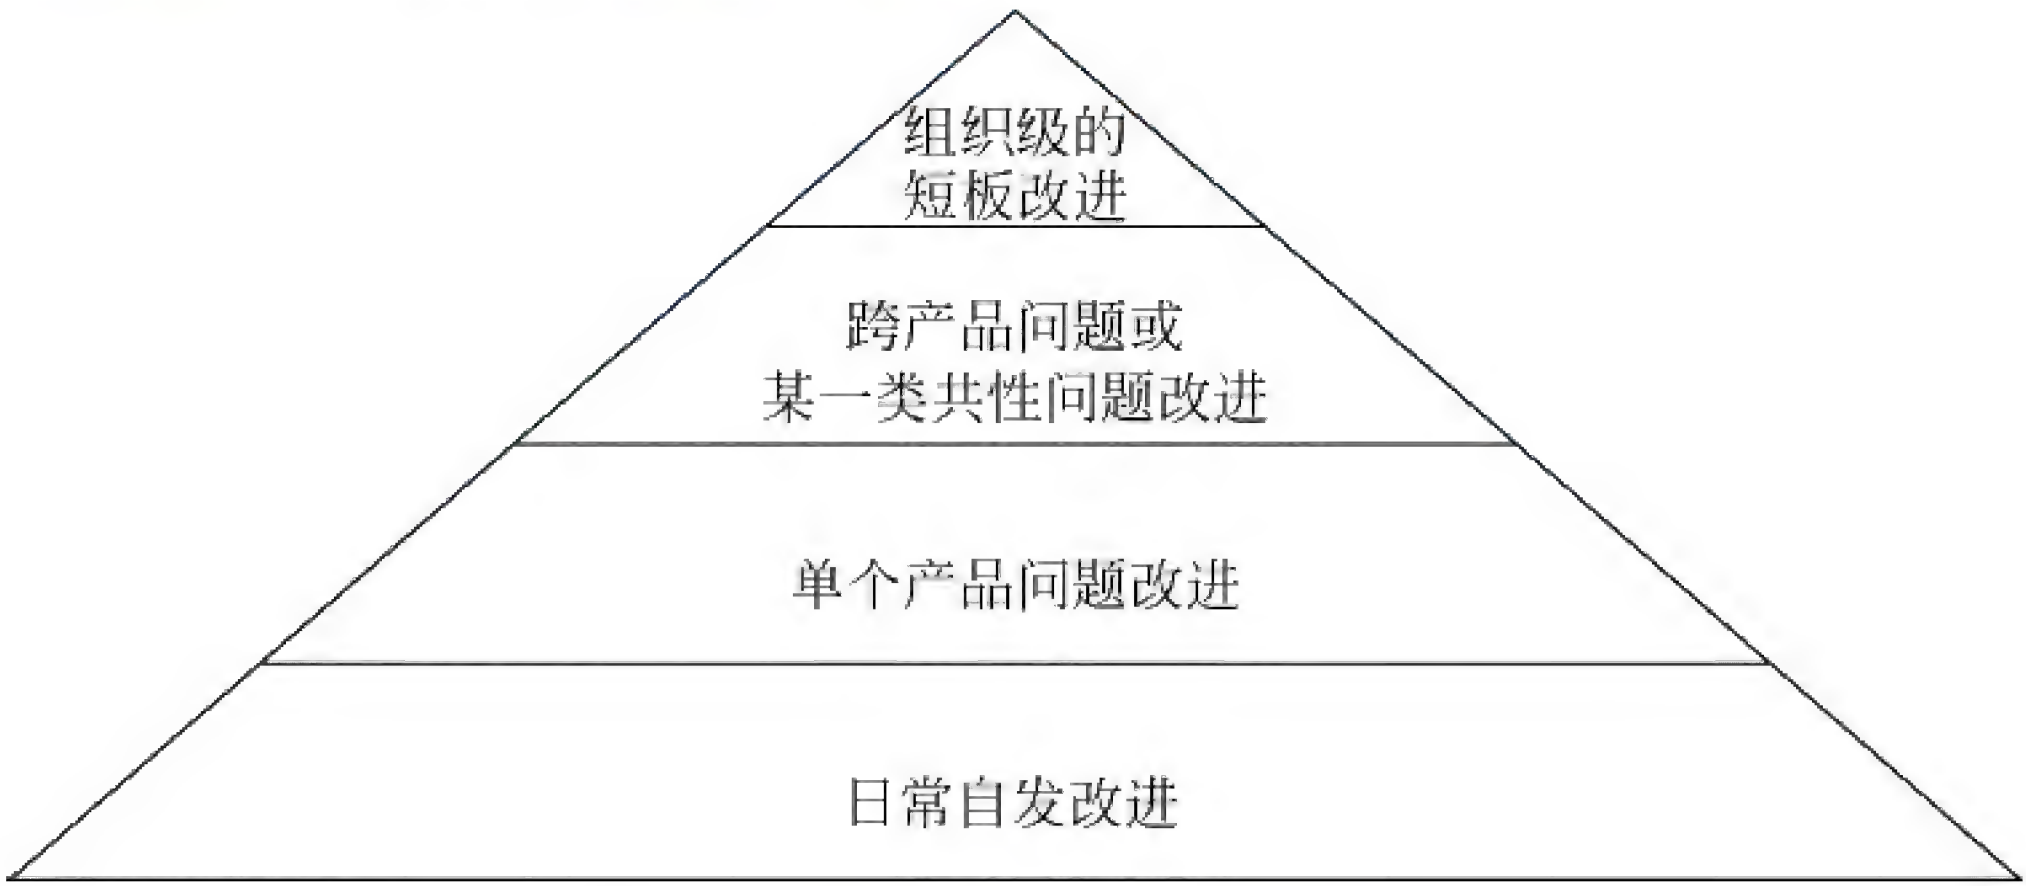 组织级的
短板改进
跨产品问题或
某一类共性问题改进
单个产品问题改进
日常自发改进